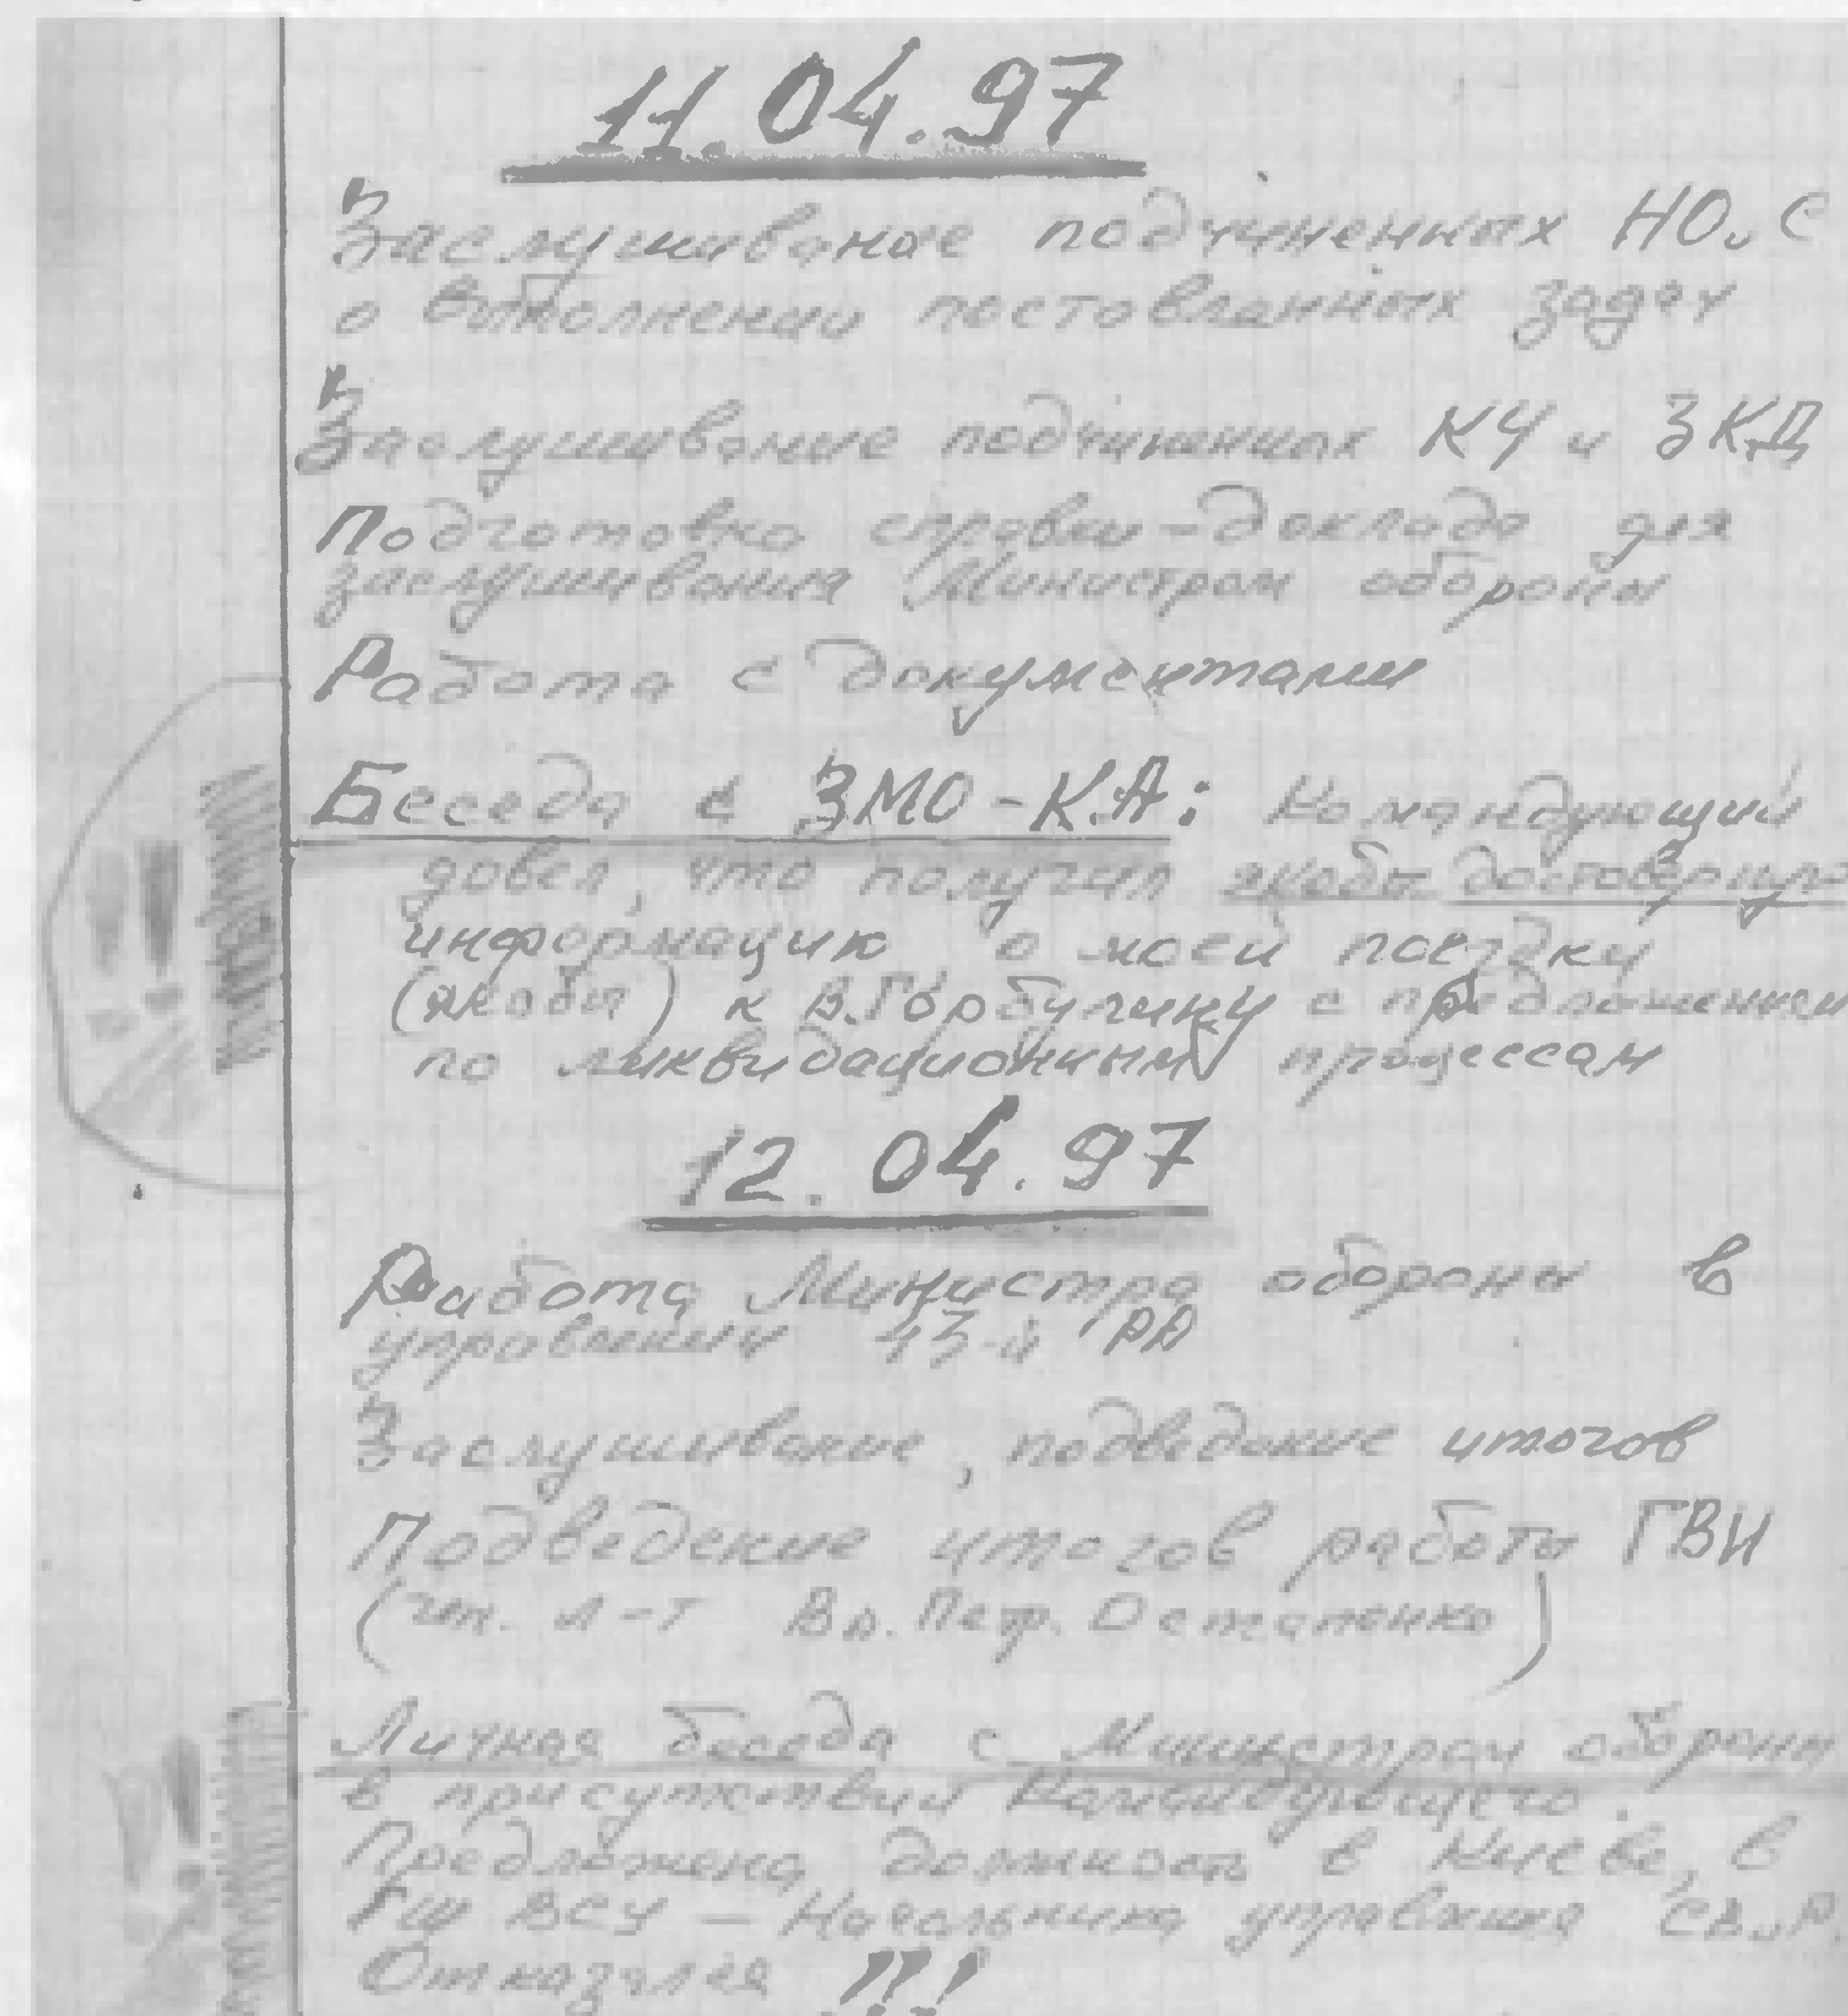 11.04.97
Заслушивание подчиненных НО и С
о выполнении поставленных задач
Заслушивание подчиненных КЧ и ЗКД
Подготовка справки-доклада для
заслушивания Министром обороны
Работа с документами
Беседа с ЗМО-К.А: Командующий
довел, что получил якобы достоверную
информацию о моей поездки
(якобы) к В.Горбулину с предложением
по ликвидационным процессам
12.04.97
Работа Министра обороны в
управлении 43-й РА
Заслушивание, подведение итогов
Подведение итогов работы ГВИ
(ген. л-т Вл. Петр. Остапенко)
Личная беседа с Министром обороны
в присутствии Командующего.
Предложена должность в Киеве, в
ГШ ВСУ – Начальника управления
Отказался !!!